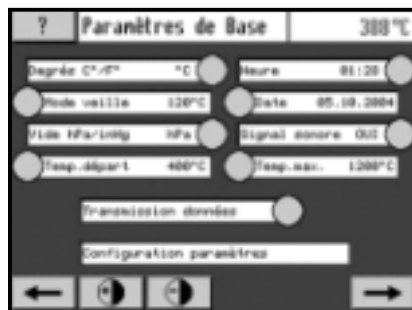 ? Paramètres de Base 388°C
Degrés C°/F° °C Heure 01:28
Mode veille 120°C Date 05.10.2004
Vide hPa/inHg hPa Signal sonore OUI
Temp.départ 400°C Temp.max. 1200°C
Transmission données
Configuration paramètres